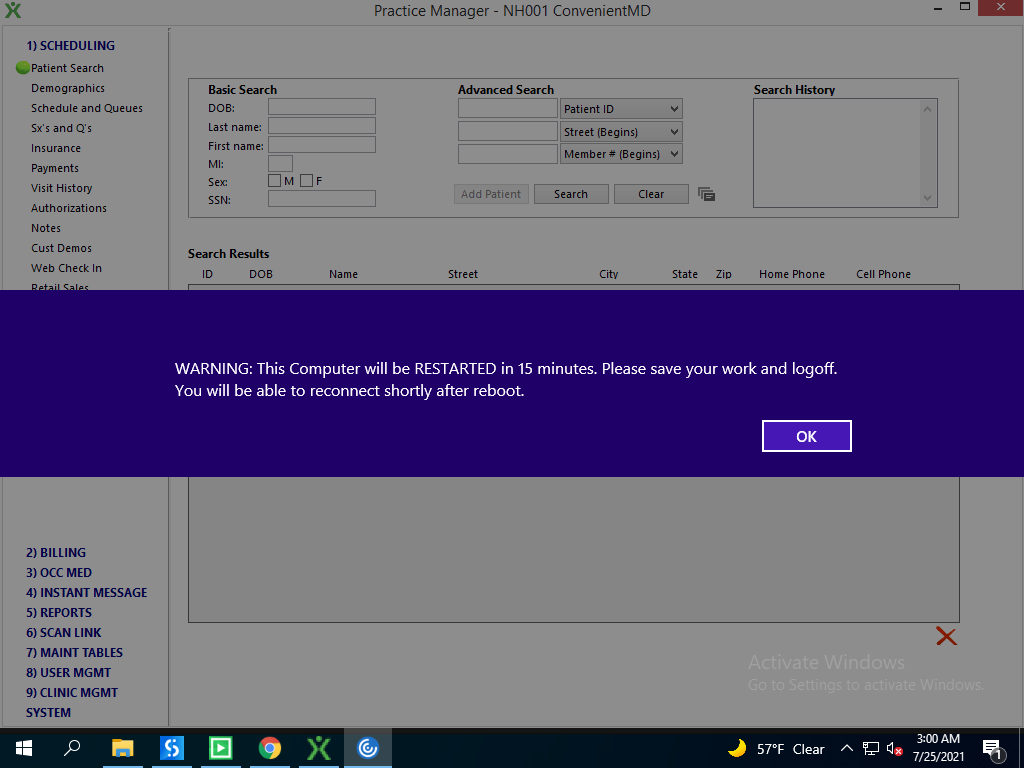 Practice Manager - NH001 ConvenientMD
1) SCHEDULING
Patient Search
Demographics
Schedule and Queues
Sx's and Q's
Insurance
Payments
Visit History
Authorizations
Notes
Cust Demos
Web Check In
Retail Sales
Basic Search
DOB:
Last name:
First name:
MI:
Sex: M F
SSN:
Advanced Search
Patient ID
Street (Begins)
Member # (Begins)
Add Patient Search Clear
Search History
Search Results
ID DOB Name Street City State Zip Home Phone Cell Phone
WARNING: This Computer will be RESTARTED in 15 minutes. Please save your work and logoff.
You will be able to reconnect shortly after reboot.
OK
2) BILLING
3) OCC MED
4) INSTANT MESSAGE
5) REPORTS
6) SCAN LINK
7) MAINT TABLES
8) USER MGMT
9) CLINIC MGMT
SYSTEM
Activate Windows
Go to Settings to activate Windows.
57°F Clear
3:00 AM
7/25/2021
1